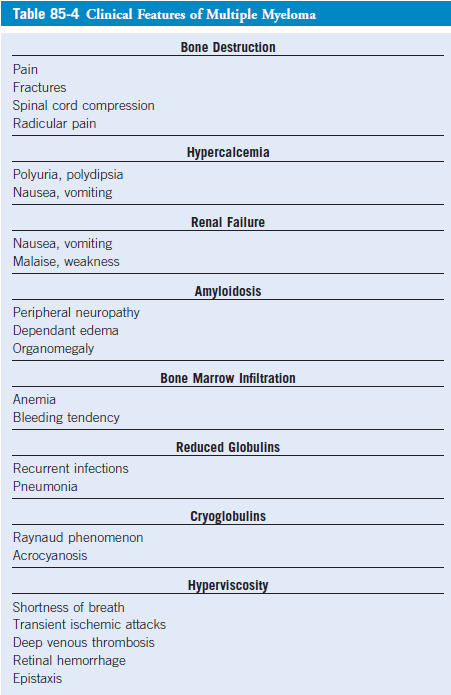 Table 85-4 Clinical Features of Multiple Myeloma
Bone Destruction
Pain
Fractures
Spinal cord compression
Radicular pain
Hypercalcemia
Polyuria, polydipsia
Nausea, vomiting
Renal Failure
Nausea, vomiting
Malaise, weakness
Amyloidosis
Peripheral neuropathy
Dependant edema
Organomegaly
Bone Marrow Infiltration
Anemia
Bleeding tendency
Reduced Globulins
Recurrent infections
Pneumonia
Cryoglobulins
Raynaud phenomenon
Acrocyanosis
Hyperviscosity
Shortness of breath
Transient ischemic attacks
Deep venous thrombosis
Retinal hemorrhage
Epistaxis